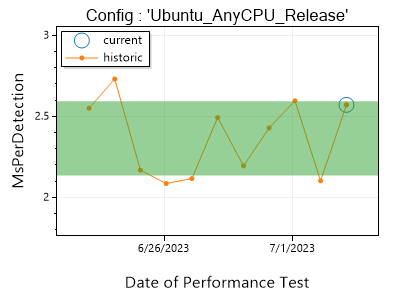 Config : 'Ubuntu_AnyCPU_Release'
3
current
historic
2.5
2
MsPerDetection
6/26/2023
7/1/2023
Date of Performance Test